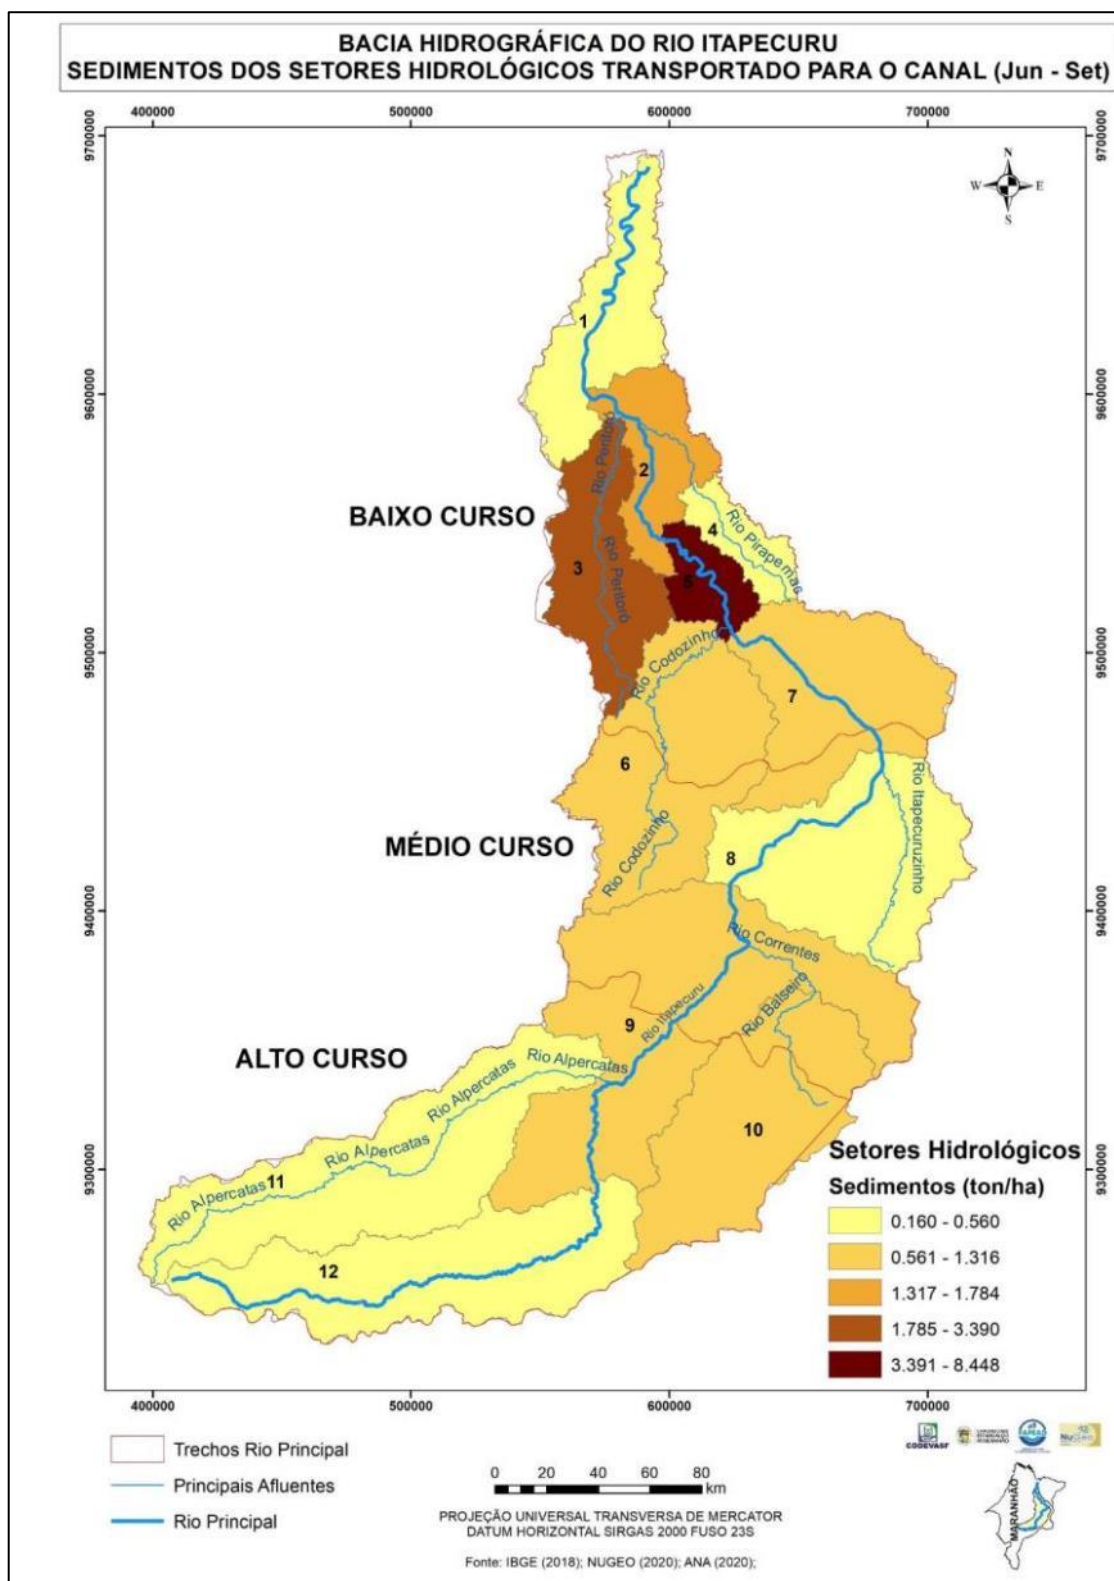 BACIA HIDROGRÁFICA DO RIO ITAPECURU
SEDIMENTOS DOS SETORES HIDROLÓGICOS TRANSPORTADO PARA O CANAL (Jun - Set)
400000
500000
600000
700000
9700000
9700000
N
W
E
S
1
9600000
9600000
Rio Peritoró
2
BAIXO CURSO
4
Rio Pirapemas
3
Rio Peritoró
5
9500000
9500000
Rio Codozinho
7
6
Rio Itapecuruzinho
MÉDIO CURSO
Rio Codozinho
8
9400000
9400000
Rio Correntes
Rio Balseiro
9
Rio Itapecuru
ALTO CURSO
Rio Alpercatas
Rio Alpercatas
10
Rio Alpercatas
9300000
9300000
11
Rio Alpercatas
12
Setores Hidrológicos
Sedimentos (ton/ha)
0.160 - 0.560
0.561 - 1.316
1.317 - 1.784
1.785 - 3.390
3.391 - 8.448
400000
500000
600000
700000
Trechos Rio Principal
Principais Afluentes
Rio Principal
0 20 40 60 80
km
PROJEÇÃO UNIVERSAL TRANSVERSA DE MERCATOR
DATUM HORIZONTAL SIRGAS 2000 FUSO 23S
Fonte: IBGE (2018); NUGEO (2020); ANA (2020);
CODEVASF
FAPEAD
NuGeo
MARANHÃO